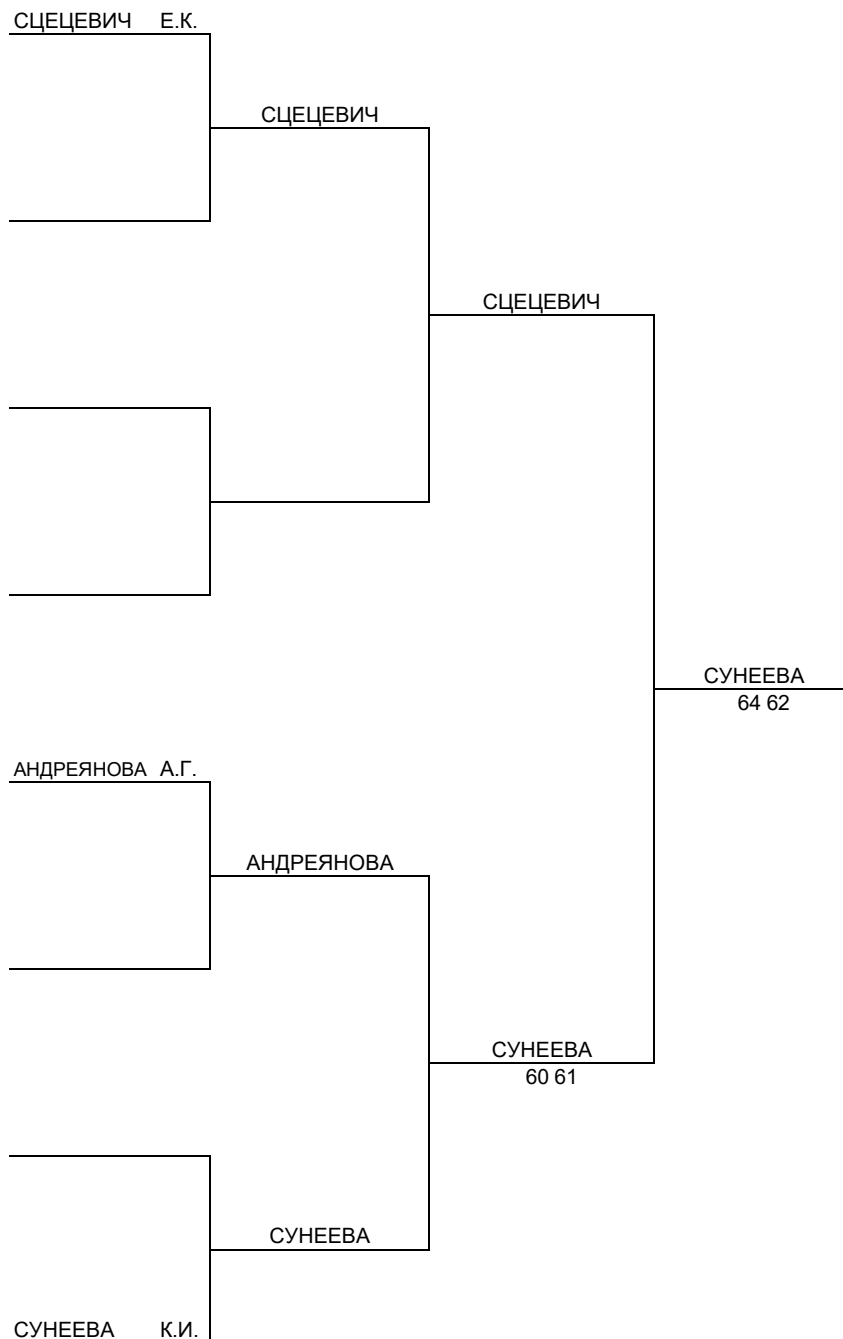 СЦЕЦЕВИЧ Е.К.
СЦЕЦЕВИЧ
СЦЕЦЕВИЧ
СУНЕЕВА
64 62
АНДРЕЯНОВА А.Г.
АНДРЕЯНОВА
СУНЕЕВА
60 61
СУНЕЕВА
СУНЕЕВА К.И.